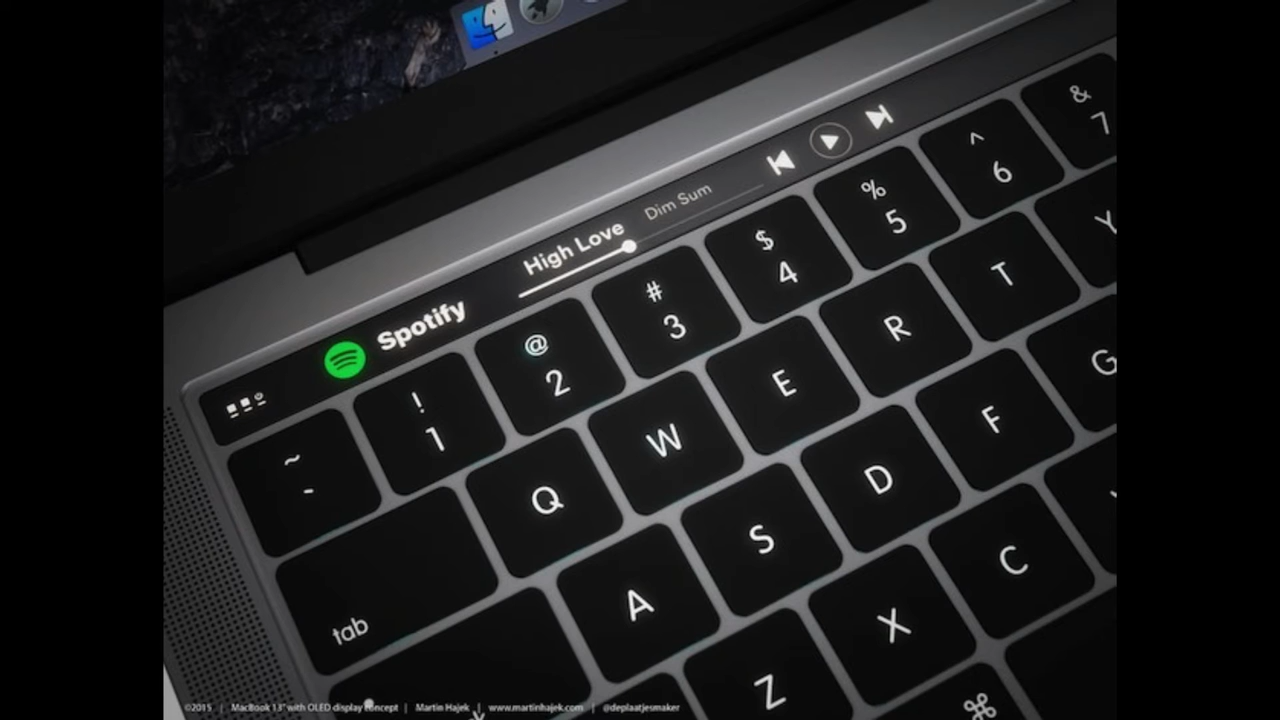 Spotify
High Love Dim Sum
~
! 1
@ 2
# 3
$ 4
% 5
^ 6
& 7
tab
Q W E R T Y
A S D F G
Z X C
⌘
©2015 | MacBook 13" with OLED display concept | Martin Hajek | www.martinhajek.com | @deplaatjesmaker